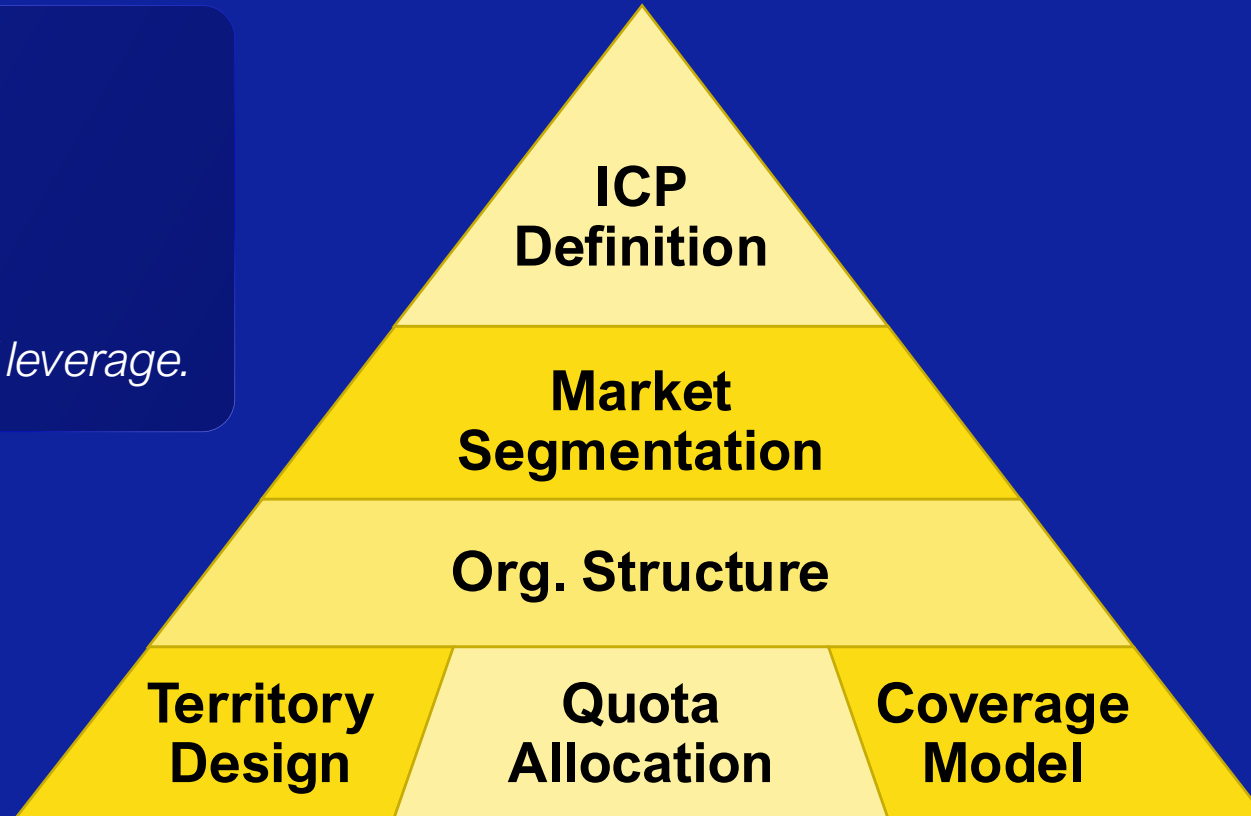 leverage.
ICP
Definition
Market
Segmentation
Org. Structure
Territory
Design
Quota
Allocation
Coverage
Model